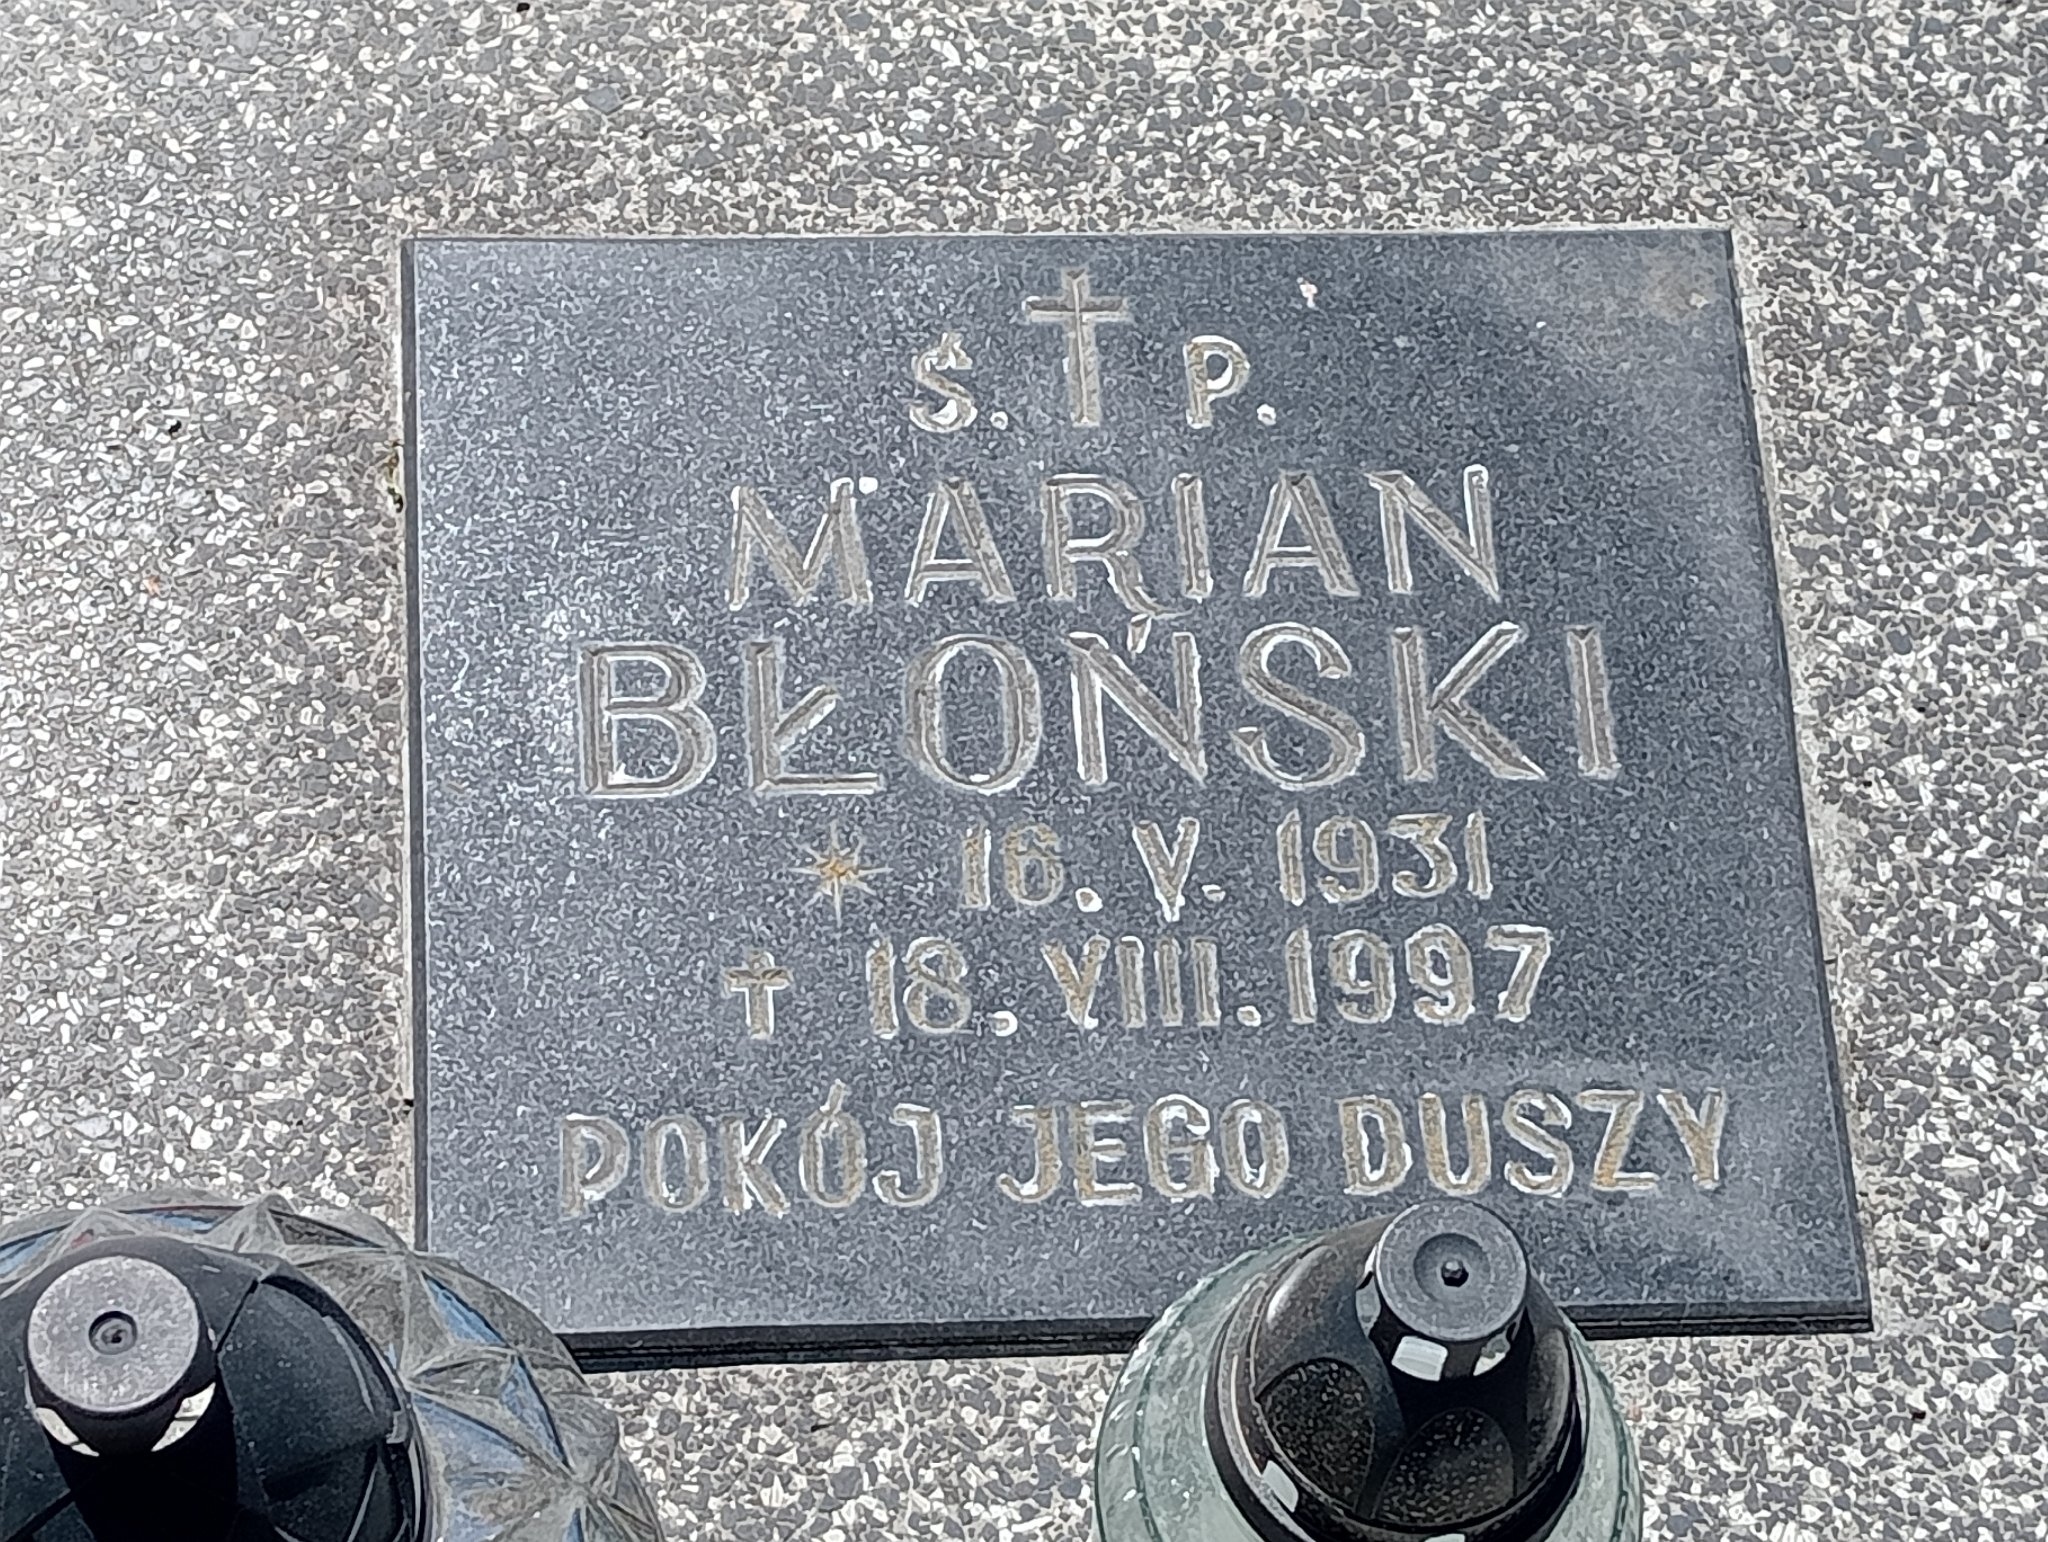 Ś. † P.
MARIAN
BŁOŃSKI
* 16. V. 1931
† 18. VIII. 1997
POKÓJ JEGO DUSZY